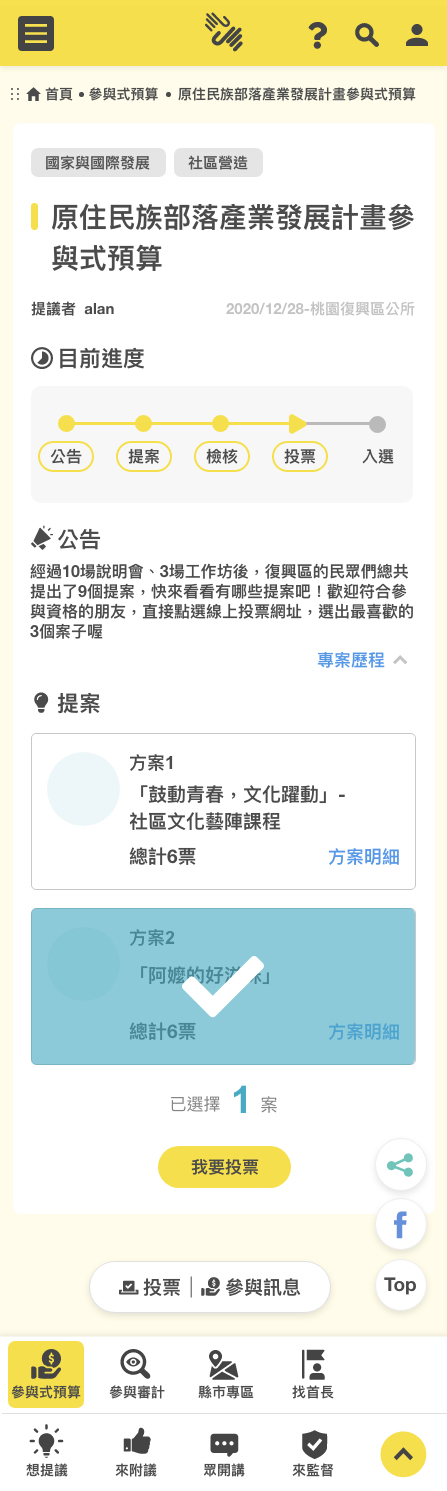 首頁 • 參與式預算 • 原住民族部落產業發展計畫參與式預算
國家與國際發展 社區營造
原住民族部落產業發展計畫參
與式預算
提議者 alan 2020/12/28-桃園復興區公所
目前進度
公告 提案 檢核 投票 入選
公告
經過10場說明會、3場工作坊後，復興區的民眾們總共
提出了9個提案，快來看看有哪些提案吧！歡迎符合參
與資格的朋友，直接點選線上投票網址，選出最喜歡的
3個案子喔
專案歷程
提案
方案1
「鼓動青春，文化躍動」-
社區文化藝陣課程
總計6票 方案明細
方案2
「阿嬤的好 」
總計6票 方案明細
已選擇 1 案
我要投票
f
Top
投票｜參與訊息
參與式預算 參與審計 縣市專區 找首長
想提議 來附議 眾開講 來監督